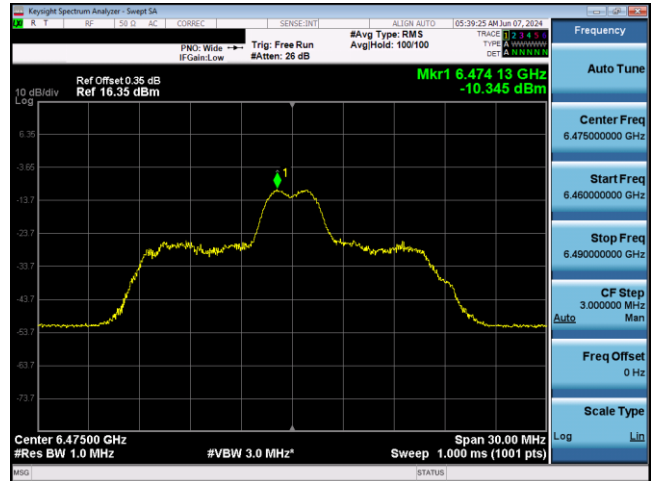 Keysight Spectrum Analyzer - Swept SA
LXI R T RF 50 Ω AC CORREC SENSE:INT ALIGN AUTO 05:39:25 AM Jun 07, 2024
PNO: Wide
IFGain:Low
Trig: Free Run
#Atten: 26 dB
#Avg Type: RMS
Avg|Hold: 100/100
TRACE 1 2 3 4 5 6
TYPE A WWWWW
DET A N N N N N
Ref Offset 0.35 dB
10 dB/div Ref 16.35 dBm
Log
Mkr1 6.474 13 GHz
-10.345 dBm
6.35
-3.65
1
-13.7
-23.7
-33.7
-43.7
-53.7
-63.7
-73.7
Center 6.47500 GHz
#Res BW 1.0 MHz
#VBW 3.0 MHz*
Span 30.00 MHz
Sweep 1.000 ms (1001 pts)
MSG
STATUS
Frequency
Auto Tune
Center Freq
6.475000000 GHz
Start Freq
6.460000000 GHz
Stop Freq
6.490000000 GHz
CF Step
3.000000 MHz
Auto Man
Freq Offset
0 Hz
Scale Type
Log Lin